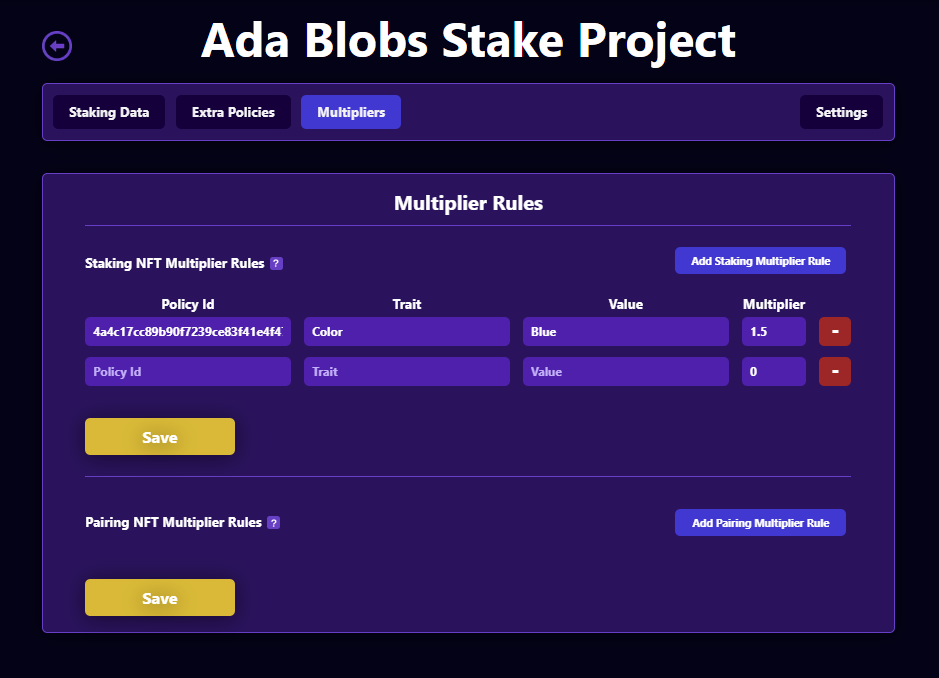 Ada Blobs Stake Project
Staking Data Extra Policies Multipliers Settings
Multiplier Rules
Staking NFT Multiplier Rules ? Add Staking Multiplier Rule
Policy Id Trait Value Multiplier
4a4c17cc89b90f7239ce83f41e4f4 Color Blue 1.5 -
Policy Id Trait Value 0 -
Save
Pairing NFT Multiplier Rules ? Add Pairing Multiplier Rule
Save